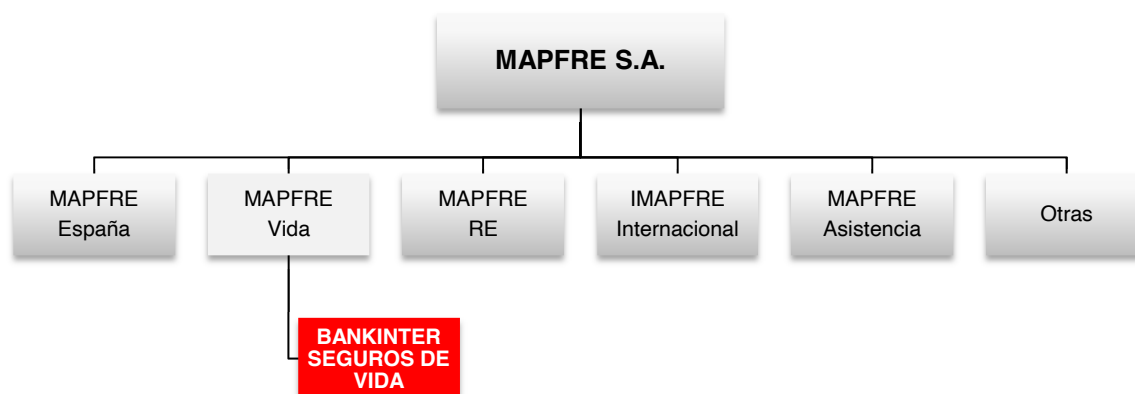 MAPFRE S.A.
MAPFRE
España
MAPFRE
Vida
MAPFRE
RE
IMAPFRE
Internacional
MAPFRE
Asistencia
Otras
BANKINTER
SEGUROS DE
VIDA